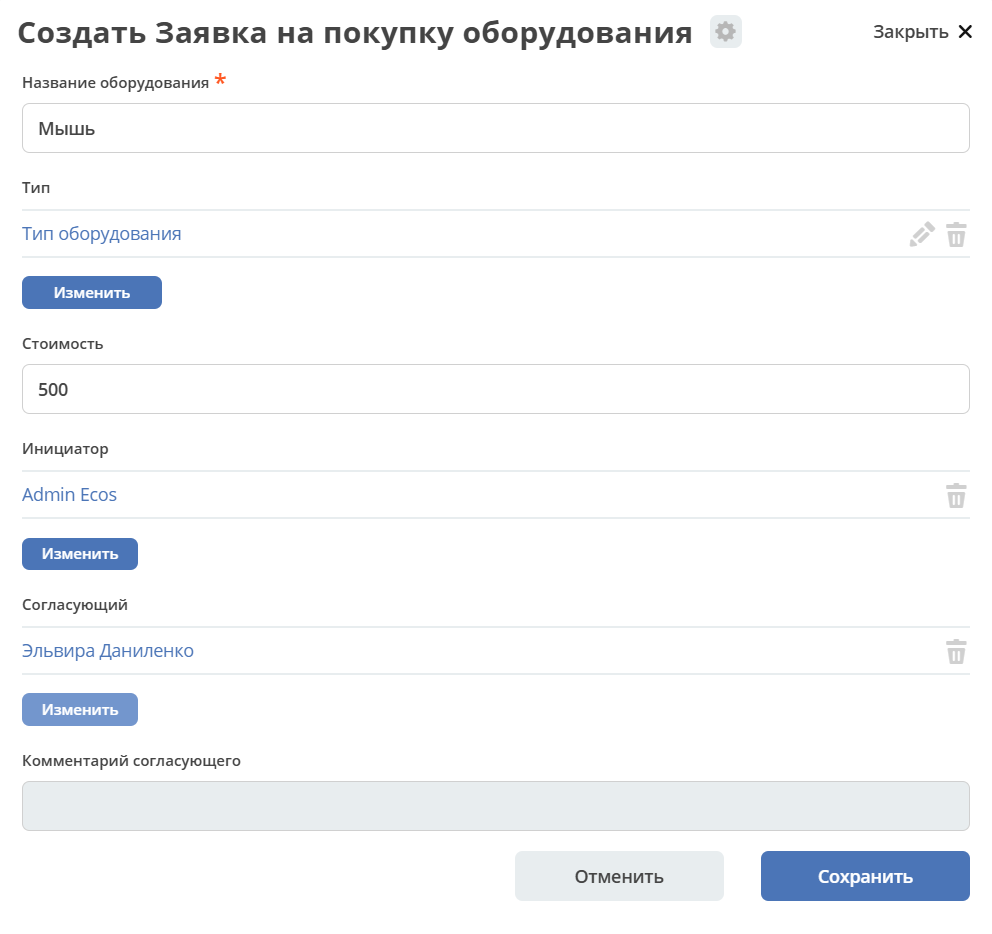 Создать Заявка на покупку оборудования
Закрыть
Название оборудования *
Мышь
Тип
Тип оборудования
Изменить
Стоимость
500
Инициатор
Admin Ecos
Изменить
Согласующий
Эльвира Даниленко
Изменить
Комментарий согласующего
Отменить
Сохранить